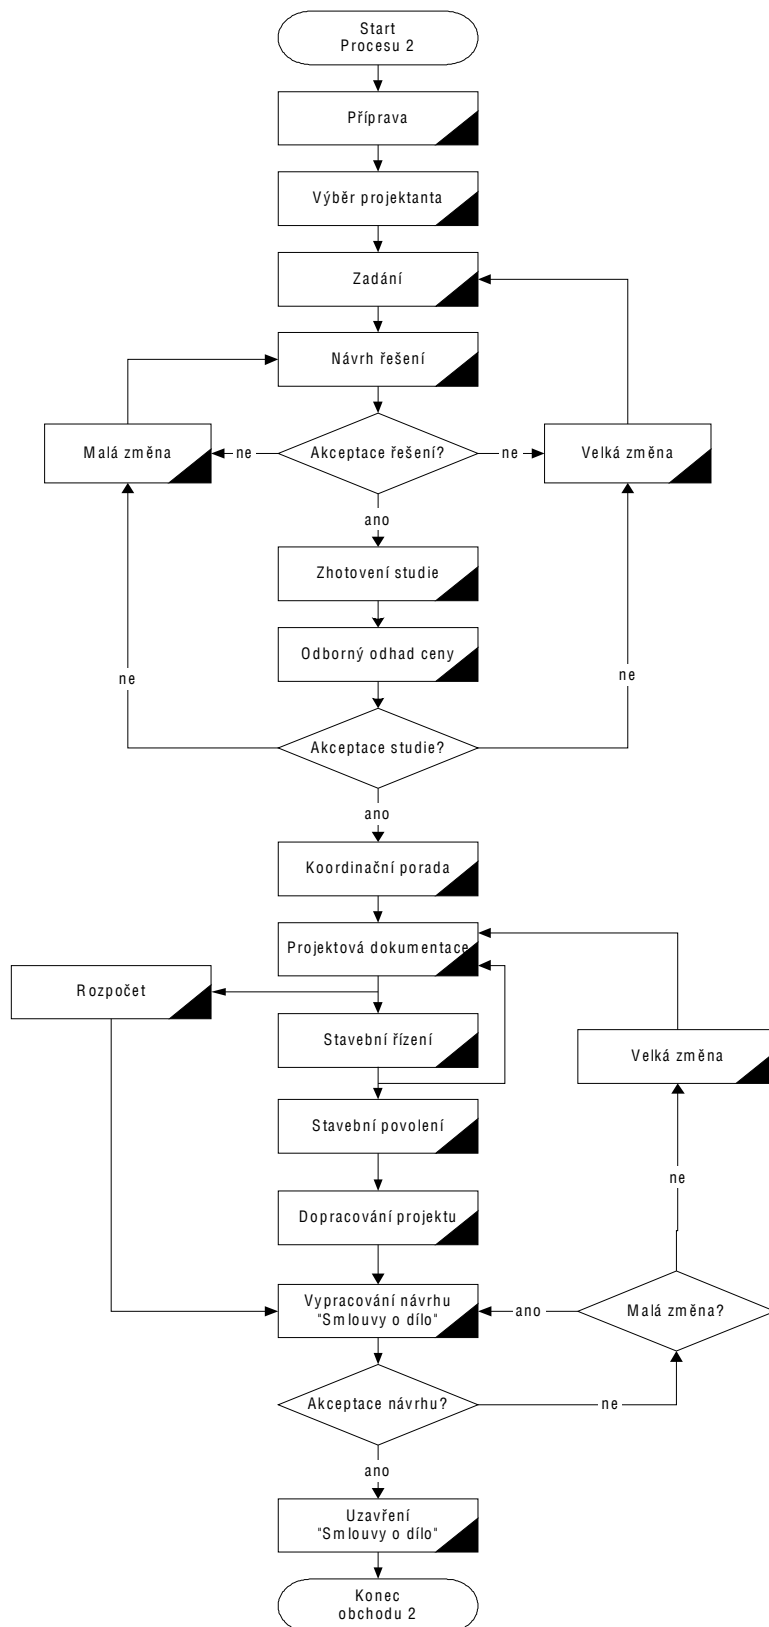 Start
Procesu 2
Příprava
Výběr projektanta
Zadání
Návrh řešení
Malá změna
ne
Akceptace řešení?
ne
Velká změna
ano
Zhotovení studie
Odborný odhad ceny
ne
ne
Akceptace studie?
ano
Koordinační porada
Projektová dokumentace
Rozpočet
Stavební řízení
Velká změna
Stavební povolení
ne
Dopracování projektu
Vypracování návrhu
"Smlouvy o dílo"
ano
Malá změna?
Akceptace návrhu?
ne
ano
Uzavření
"Smlouvy o dílo"
Konec
obchodu 2